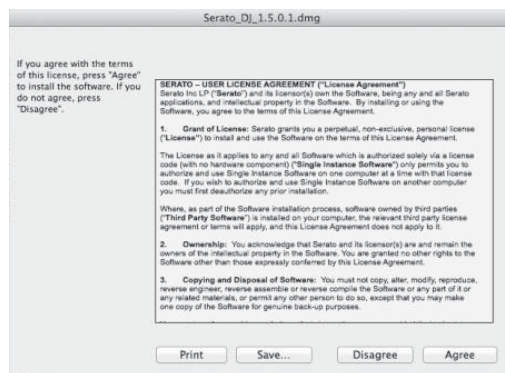 Serato_DJ_1.5.0.1.dmg
If you agree with the terms
of this license, press "Agree"
to install the software. If you
do not agree, press
"Disagree".
SERATO – USER LICENSE AGREEMENT ("License Agreement")
Serato Inc LP ("Serato") and its licensor(s) own the Software, being any and all Serato
applications, and intellectual property in the Software. By installing or using the
Software, you agree to the terms of this License Agreement.
1. Grant of License: Serato grants you a perpetual, non-exclusive, personal license
("License") to install and use the Software on the terms of this License Agreement.
The License as it applies to any and all Software which is authorized solely via a license
code (with no hardware component) ("Single Instance Software") only permits you to
authorize and use Single Instance Software on one computer at a time with that license
code. If you wish to authorize and use Single Instance Software on another computer
you must first deauthorize any prior installation.
Where, as part of the Software installation process, software owned by third parties
("Third Party Software") is installed on your computer, the relevant third party license
agreement or terms will apply, and this License Agreement does not apply to it.
2. Ownership: You acknowledge that Serato and its licensor(s) are and remain the
owners of the intellectual property in the Software. You are granted no other rights to the
Software other than those expressly conferred by this License Agreement.
3. Copying and Disposal of Software: You must not copy, alter, modify, reproduce,
reverse engineer, reverse assemble or reverse compile the Software or any part of it or
any related materials, or permit any other person to do so, except that you may make
one copy of the Software for genuine back-up purposes.
Print Save... Disagree Agree